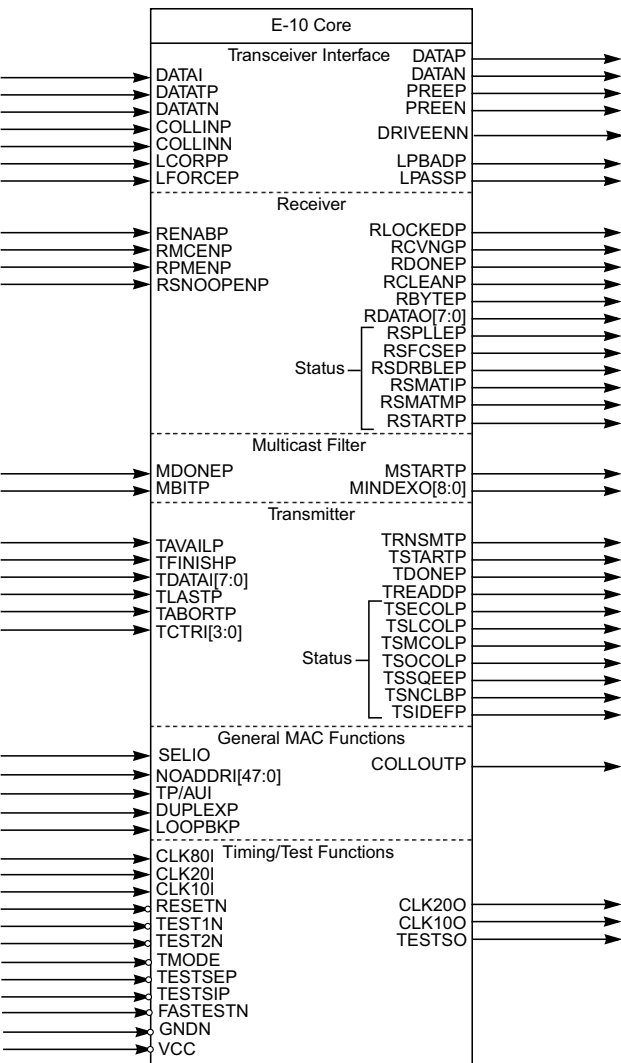 E-10 Core
Transceiver Interface
DATAI
DATATP
DATATN
COLLINP
COLLINN
LCORPP
LFORCEP
DATAP
DATAN
PREEP
PREEN
DRIVEENN
LPBADP
LPASSP
Receiver
RENABP
RMCENP
RPMENP
RSNOOPENP
RLOCKEDP
RCVNGP
RDONEP
RCLEANP
RBYTEP
RDATAO[7:0]
Status
RSPLLEP
RSFCSEP
RSDRBLEP
RSMATIP
RSMATMP
RSTARTP
Multicast Filter
MDONEP
MBITP
MSTARTP
MINDEXO[8:0]
Transmitter
TAVAILP
TFINISHP
TDATAI[7:0]
TLASTP
TABORTP
TCTRI[3:0]
TRNSMTP
TSTARTP
TDONEP
TREADDP
Status
TSECOLP
TSLCOLP
TSMCOLP
TSOCOLP
TSSQEEP
TSNCLBP
TSIDEFP
General MAC Functions
SELIO
NOADDRI[47:0]
TP/AUI
DUPLEXP
LOOPBKP
COLLOUTP
Timing/Test Functions
CLK80I
CLK20I
CLK10I
RESETN
TEST1N
TEST2N
TMODE
TESTSEP
TESTSIP
FASTESTN
GNDN
VCC
CLK20O
CLK10O
TESTSO